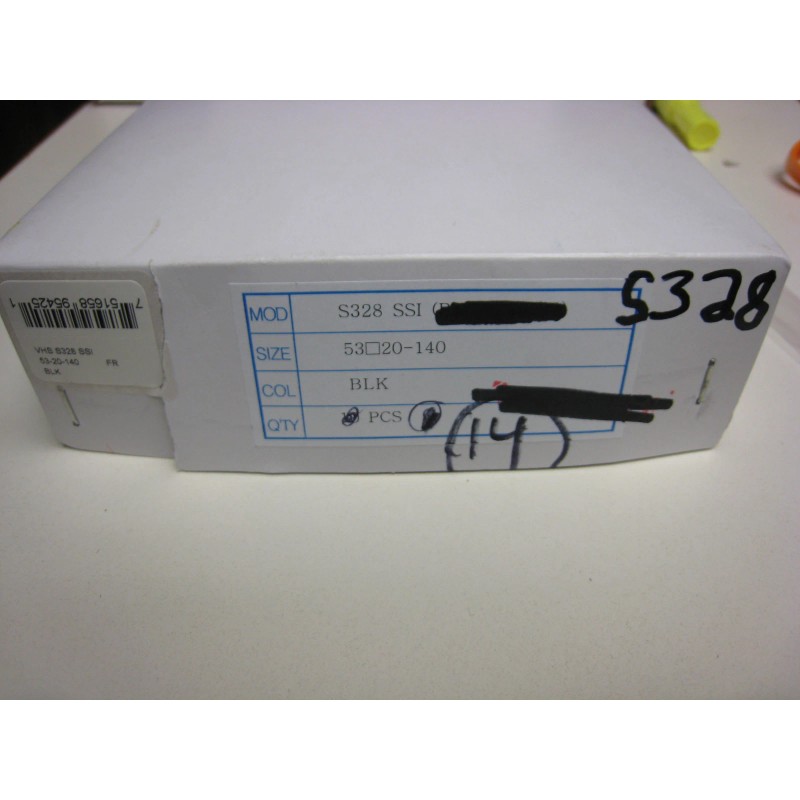 7 51658 95425 1
VHS S328 SSI
53-20-140 FR
BLK
MOD S328 SSI (
SIZE 53□20-140
COL BLK
Q'TY PCS
14
S328